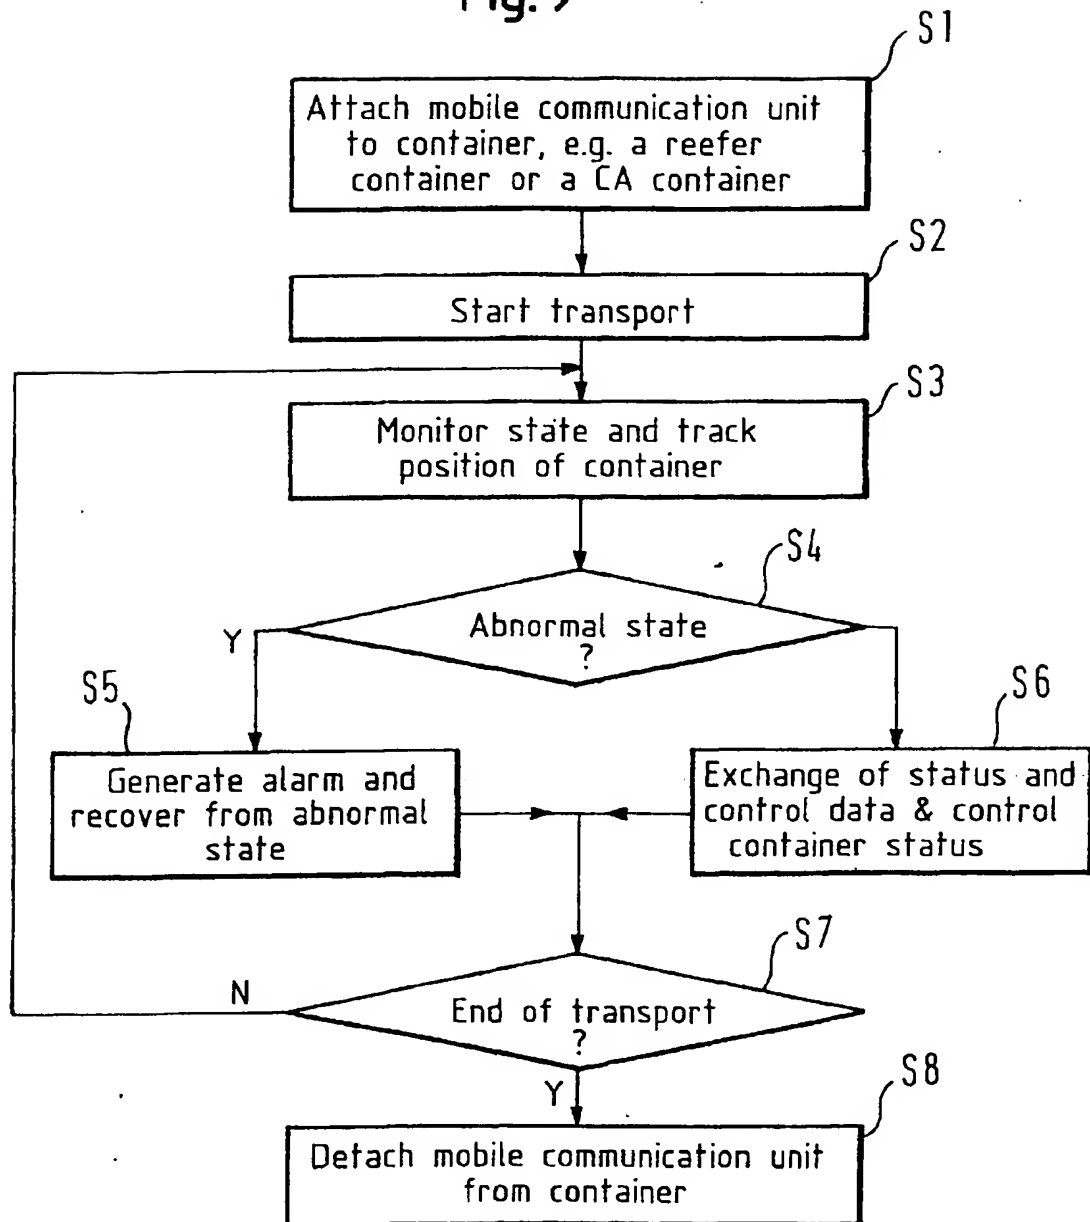 Fig. 9
S1
Attach mobile communication unit
to container, e.g. a reefer
container or a CA container
S2
Start transport
S3
Monitor state and track
position of container
S4
Abnormal state
?
Y
S5
Generate alarm and
recover from abnormal
state
S6
Exchange of status and
control data & control
container status
S7
End of transport
?
N
Y
S8
Detach mobile communication unit
from container